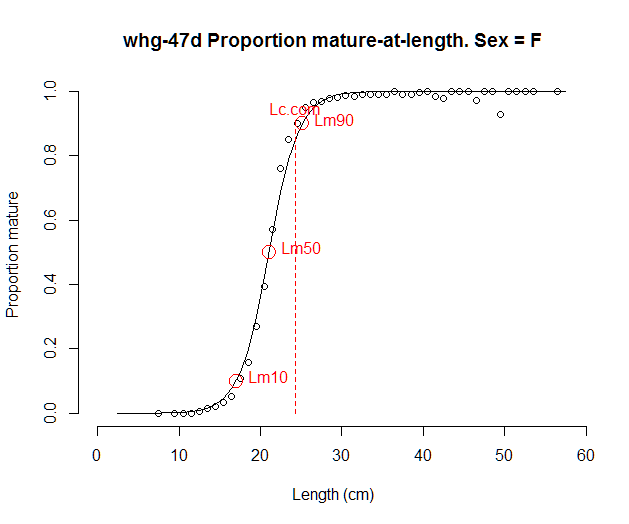 whg-47d Proportion mature-at-length. Sex = F
Proportion mature
1.0
0.8
0.6
0.4
0.2
0.0
Lc.com
Lm90
Lm50
Lm10
0 10 20 30 40 50 60
Length (cm)